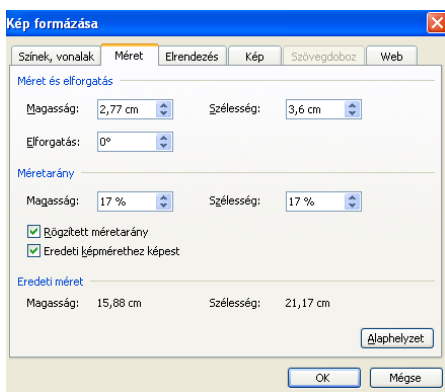 Kép formázása
Színek, vonalak Méret Elrendezés Kép Szövegdoboz Web
Méret és elforgatás
Magasság: 2,77 cm Szélesség: 3,6 cm
Elforgatás: 0°
Méretarány
Magasság: 17 % Szélesség: 17 %
Rögzített méretarány
Eredeti képmérethez képest
Eredeti méret
Magasság: 15,88 cm Szélesség: 21,17 cm
Alaphelyzet
OK Mégse